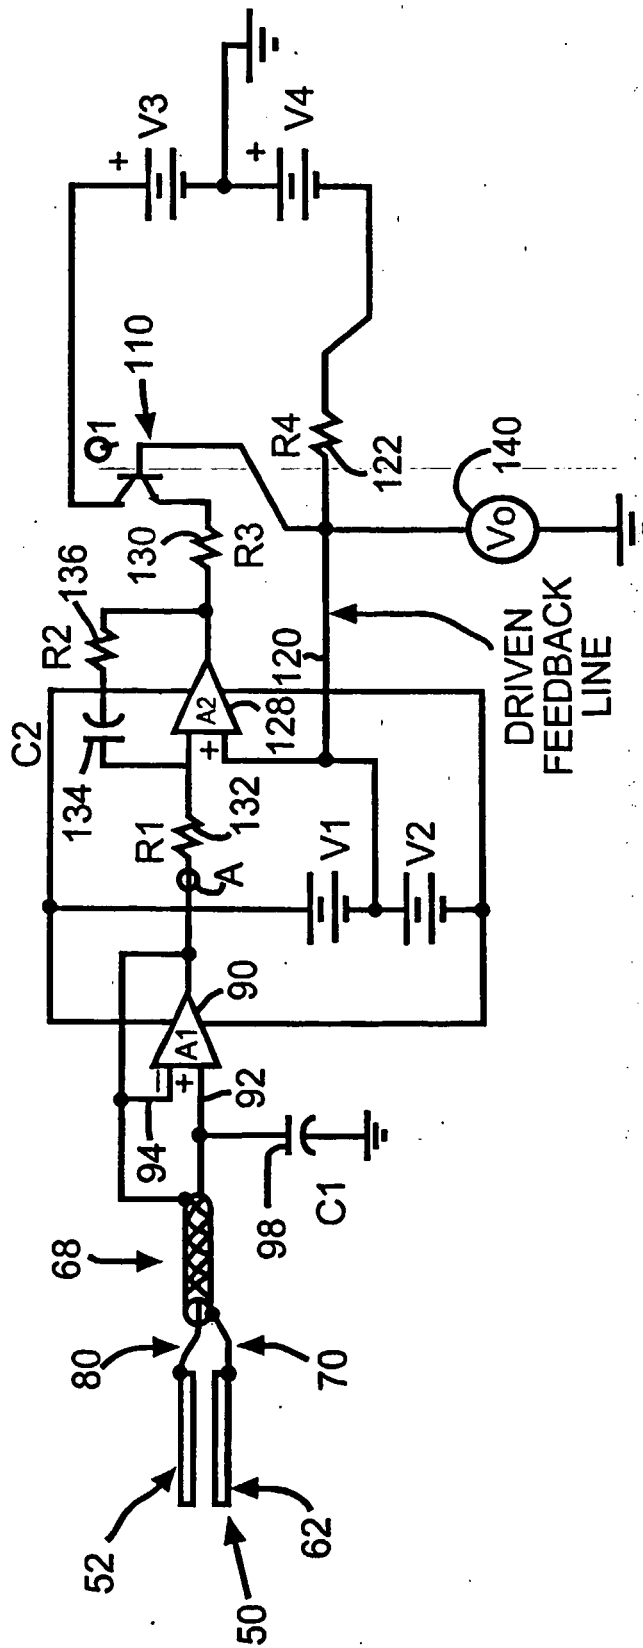 52
50
62
80
70
68
94
A1
+
92
90
98
C1
A
R1
132
C2
134
R2
136
A2
+
128
120
130
R3
Q1
110
V1
V2
R4
122
DRIVEN
FEEDBACK
LINE
Vo
140
+
V3
+
V4